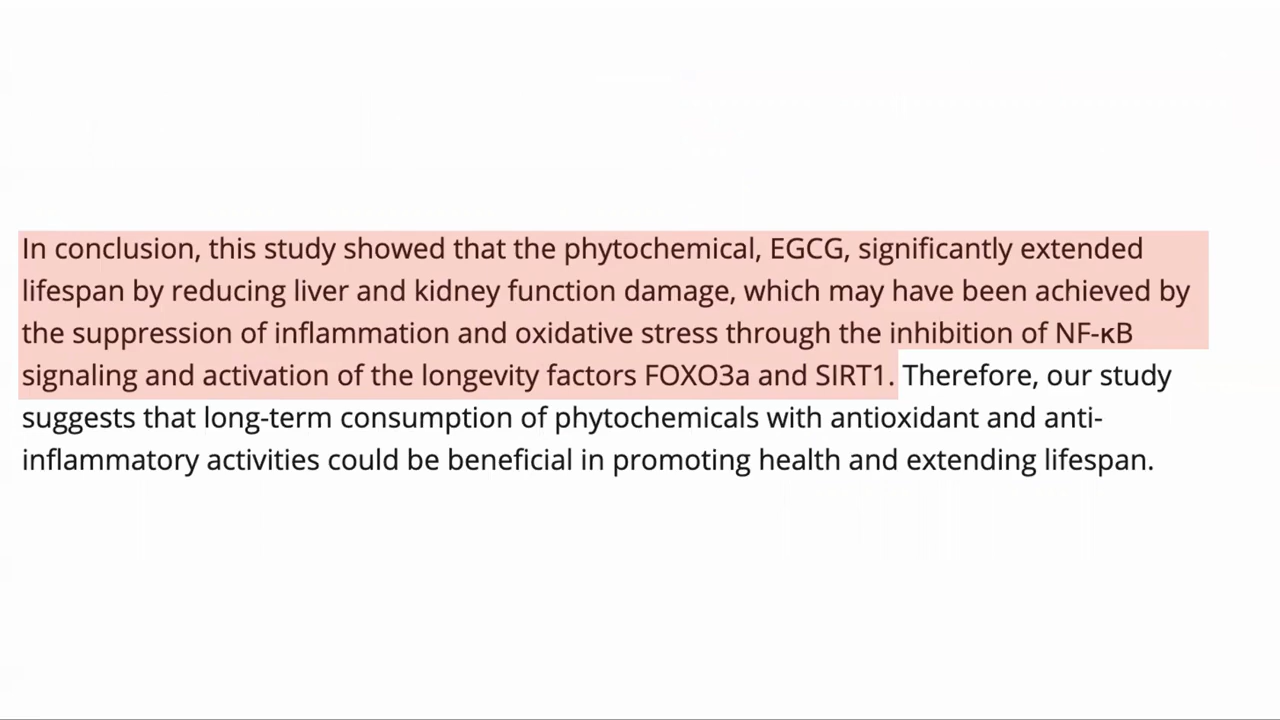 In conclusion, this study showed that the phytochemical, EGCG, significantly extended
lifespan by reducing liver and kidney function damage, which may have been achieved by
the suppression of inflammation and oxidative stress through the inhibition of NF-κB
signaling and activation of the longevity factors FOXO3a and SIRT1. Therefore, our study
suggests that long-term consumption of phytochemicals with antioxidant and anti-
inflammatory activities could be beneficial in promoting health and extending lifespan.